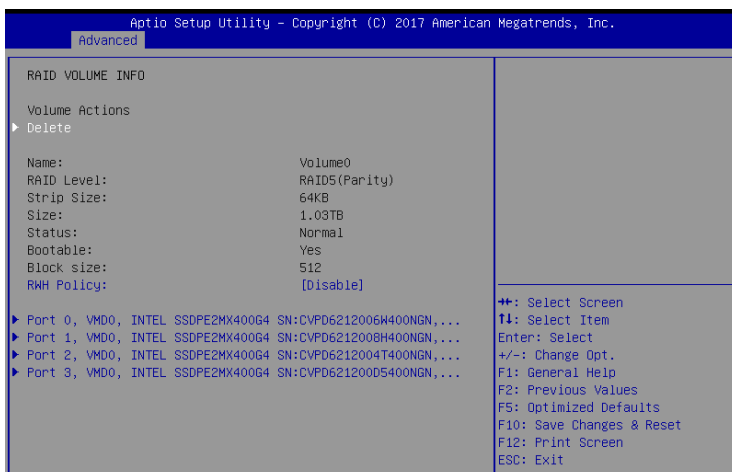 Aptio Setup Utility – Copyright (C) 2017 American Megatrends, Inc.
Advanced
RAID VOLUME INFO
Volume Actions
Delete
Name: Volume0
RAID Level: RAID5(Parity)
Strip Size: 64KB
Size: 1.03TB
Status: Normal
Bootable: Yes
Block size: 512
RWH Policy: [Disable]
Port 0, VMD0, INTEL SSDPE2MX400G4 SN:CVPD6212006W400NGN,...
Port 1, VMD0, INTEL SSDPE2MX400G4 SN:CVPD6212008H400NGN,...
Port 2, VMD0, INTEL SSDPE2MX400G4 SN:CVPD6212004T400NGN,...
Port 3, VMD0, INTEL SSDPE2MX400G4 SN:CVPD621200D5400NGN,...
→←: Select Screen
↑↓: Select Item
Enter: Select
+/-: Change Opt.
F1: General Help
F2: Previous Values
F5: Optimized Defaults
F10: Save Changes & Reset
F12: Print Screen
ESC: Exit